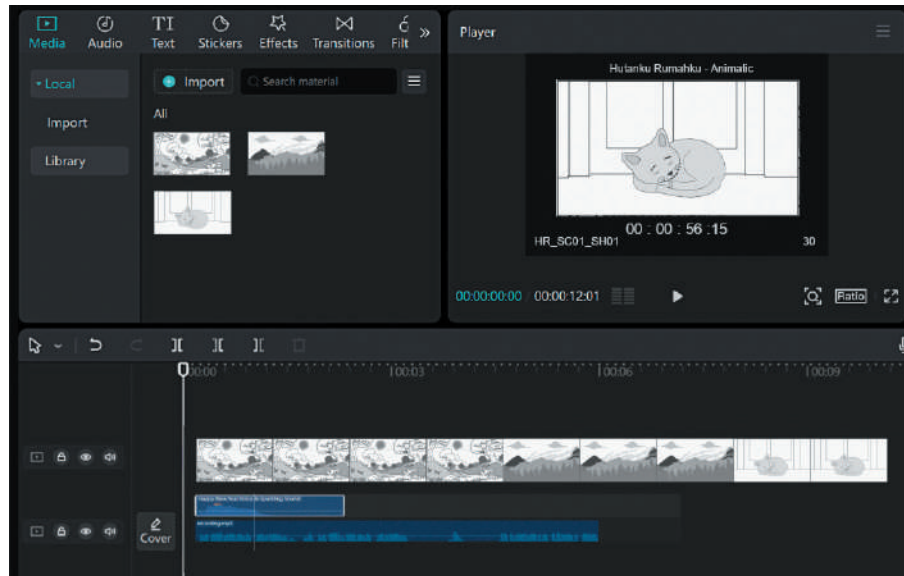 Media Audio TI Text Stickers Effects Transitions Filt »
Player
Local
Import
Library
Import Search material
All
Hutanku Rumahku - Animalic
00 : 00 : 56 :15
HR_SC01_SH01 30
00:00:00:00 / 00:00:12:01
Ratio
00:00 00:03 00:06 00:09
Cover